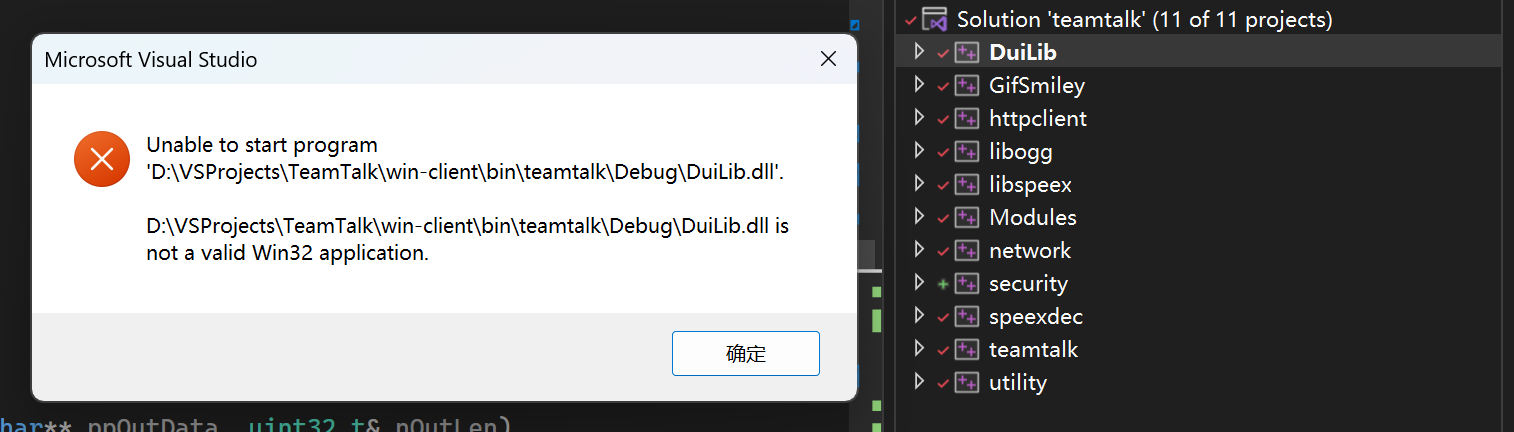 Microsoft Visual Studio
Unable to start program
'D:\VSProjects\TeamTalk\win-client\bin\teamtalk\Debug\DuiLib.dll'.
D:\VSProjects\TeamTalk\win-client\bin\teamtalk\Debug\DuiLib.dll is
not a valid Win32 application.
确定
har** ppOutData, uint32_t& nOutLen)
Solution 'teamtalk' (11 of 11 projects)
DuiLib
GifSmiley
httpclient
libogg
libspeex
Modules
network
security
speexdec
teamtalk
utility